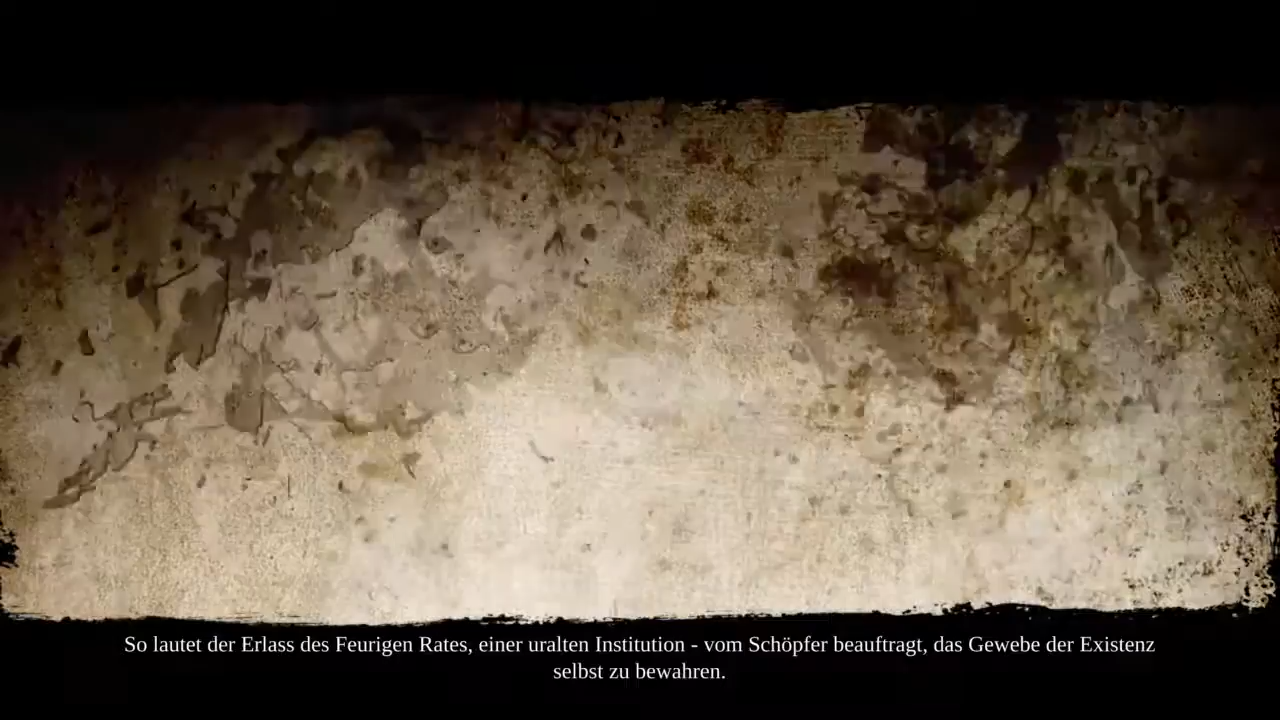 So lautet der Erlass des Feurigen Rates, einer uralten Institution - vom Schöpfer beauftragt, das Gewebe der Existenz
selbst zu bewahren.